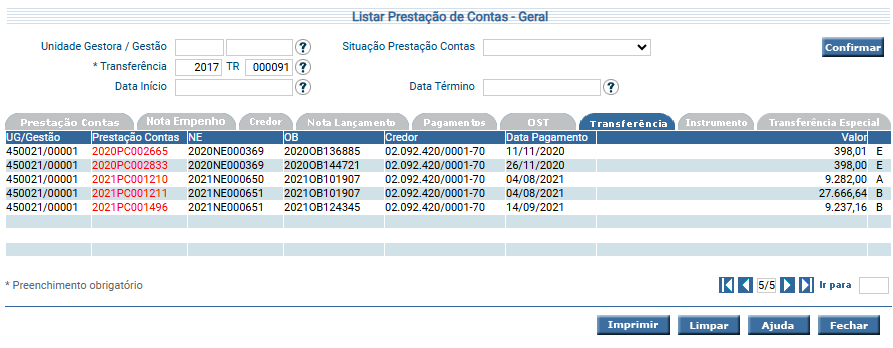 Listar Prestação de Contas - Geral
Unidade Gestora / Gestão ? Situação Prestação Contas Confirmar
* Transferência 2017 TR 000091 ?
Data Início ? Data Término ?
Prestação Contas Nota Empenho Credor Nota Lançamento Pagamentos OST Transferência Instrumento Transferência Especial
UG/Gestão Prestação Contas NE OB Credor Data Pagamento Valor
450021/00001 2020PC002665 2020NE000369 2020OB136885 02.092.420/0001-70 11/11/2020 398,01 E
450021/00001 2020PC002833 2020NE000369 2020OB144721 02.092.420/0001-70 26/11/2020 398,00 E
450021/00001 2021PC001210 2021NE000650 2021OB101907 02.092.420/0001-70 04/08/2021 9.282,00 A
450021/00001 2021PC001211 2021NE000651 2021OB101907 02.092.420/0001-70 04/08/2021 27.666,64 B
450021/00001 2021PC001496 2021NE000651 2021OB124345 02.092.420/0001-70 14/09/2021 9.237,16 B
* Preenchimento obrigatório 5/5 Ir para
Imprimir Limpar Ajuda Fechar